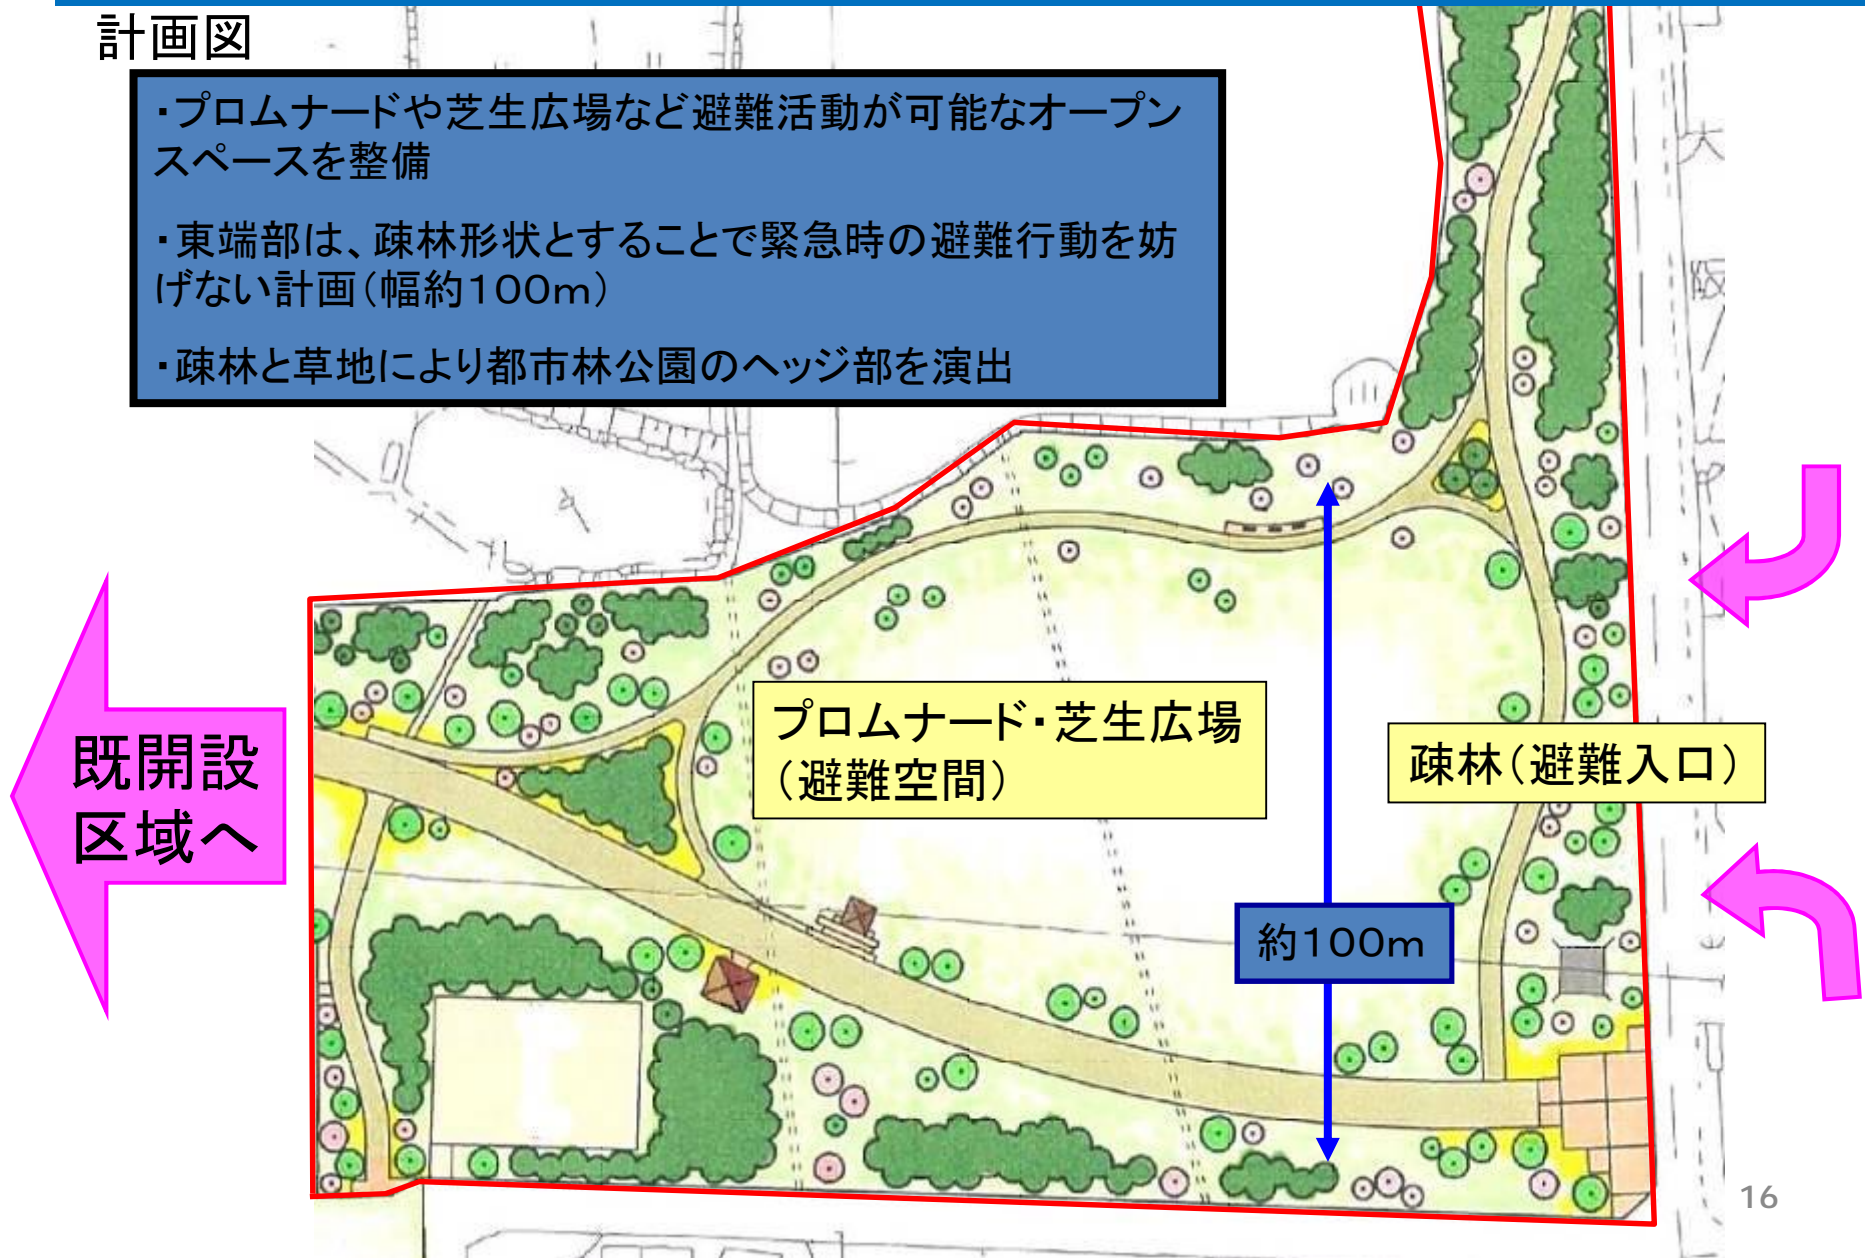 計画図
・プロムナードや芝生広場など避難活動が可能なオープン
スペースを整備
・東端部は、疎林形状とすることで緊急時の避難行動を妨
げない計画(幅約100m)
・疎林と草地により都市林公園のヘッジ部を演出
大
阪
プロムナード・芝生広場
(避難空間)
疎林(避難入口)
既開設
区域へ
約100m
16